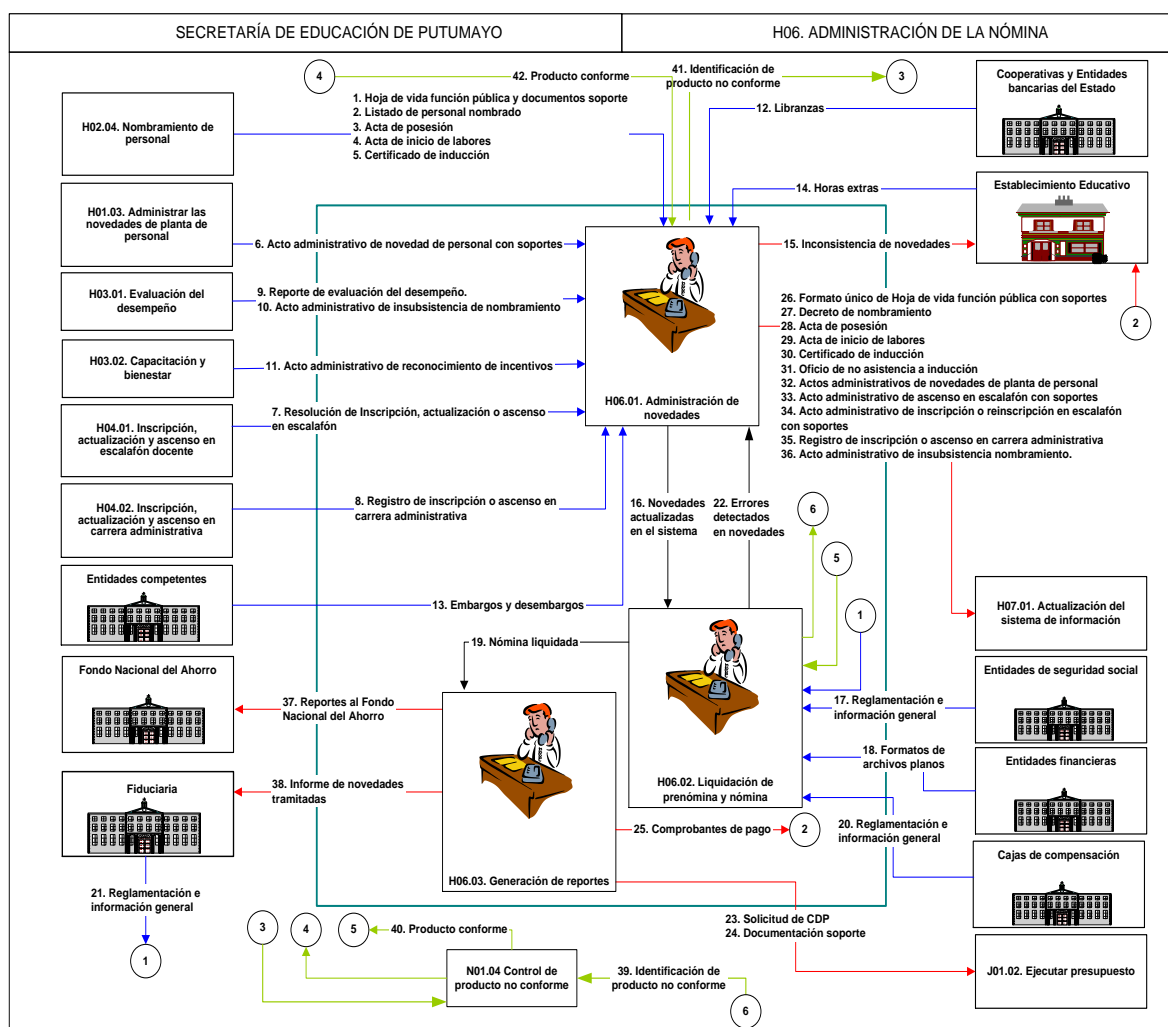 SECRETARÍA DE EDUCACIÓN DE PUTUMAYO
H06. ADMINISTRACIÓN DE LA NÓMINA
4
42. Producto conforme
41. Identificación de
producto no conforme
3
Cooperativas y Entidades
bancarias del Estado
H02.04. Nombramiento de
personal
1. Hoja de vida función pública y documentos soporte
2. Listado de personal nombrado
3. Acta de posesión
4. Acta de inicio de labores
5. Certificado de inducción
12. Libranzas
14. Horas extras
Establecimiento Educativo
H01.03. Administrar las
novedades de planta de
personal
6. Acto administrativo de novedad de personal con soportes
15. Inconsistencia de novedades
H03.01. Evaluación del
desempeño
9. Reporte de evaluación del desempeño.
10. Acto administrativo de insubsistencia de nombramiento
2
H03.02. Capacitación y
bienestar
11. Acto administrativo de reconocimiento de incentivos
H06.01. Administración de
novedades
26. Formato único de Hoja de vida función pública con soportes
27. Decreto de nombramiento
28. Acta de posesión
29. Acta de inicio de labores
30. Certificado de inducción
31. Oficio de no asistencia a inducción
32. Actos administrativos de novedades de planta de personal
33. Acto administrativo de ascenso en escalafón con soportes
34. Acto administrativo de inscripción o reinscripción en escalafón
con soportes
35. Registro de inscripción o ascenso en carrera administrativa
36. Acto administrativo de insubsistencia nombramiento.
H04.01. Inscripción,
actualización y ascenso en
escalafón docente
7. Resolución de Inscripción, actualización o ascenso
en escalafón
H04.02. Inscripción,
actualización y ascenso en
carrera administrativa
8. Registro de inscripción o ascenso en
carrera administrativa
16. Novedades
actualizadas
en el sistema
22. Errores
detectados
en novedades
6
5
Entidades competentes
13. Embargos y desembargos
1
H07.01. Actualización del
sistema de información
19. Nómina liquidada
Fondo Nacional del Ahorro
37. Reportes al Fondo
Nacional del Ahorro
H06.02. Liquidación de
prenómina y nómina
17. Reglamentación e
información general
Entidades de seguridad social
18. Formatos de
archivos planos
Entidades financieras
Fiduciaria
38. Informe de novedades
tramitadas
25. Comprobantes de pago
2
20. Reglamentación e
información general
Cajas de compensación
H06.03. Generación de reportes
21. Reglamentación e
información general
1
23. Solicitud de CDP
24. Documentación soporte
3
4
5
40. Producto conforme
N01.04 Control de
producto no conforme
39. Identificación de
producto no conforme
6
J01.02. Ejecutar presupuesto